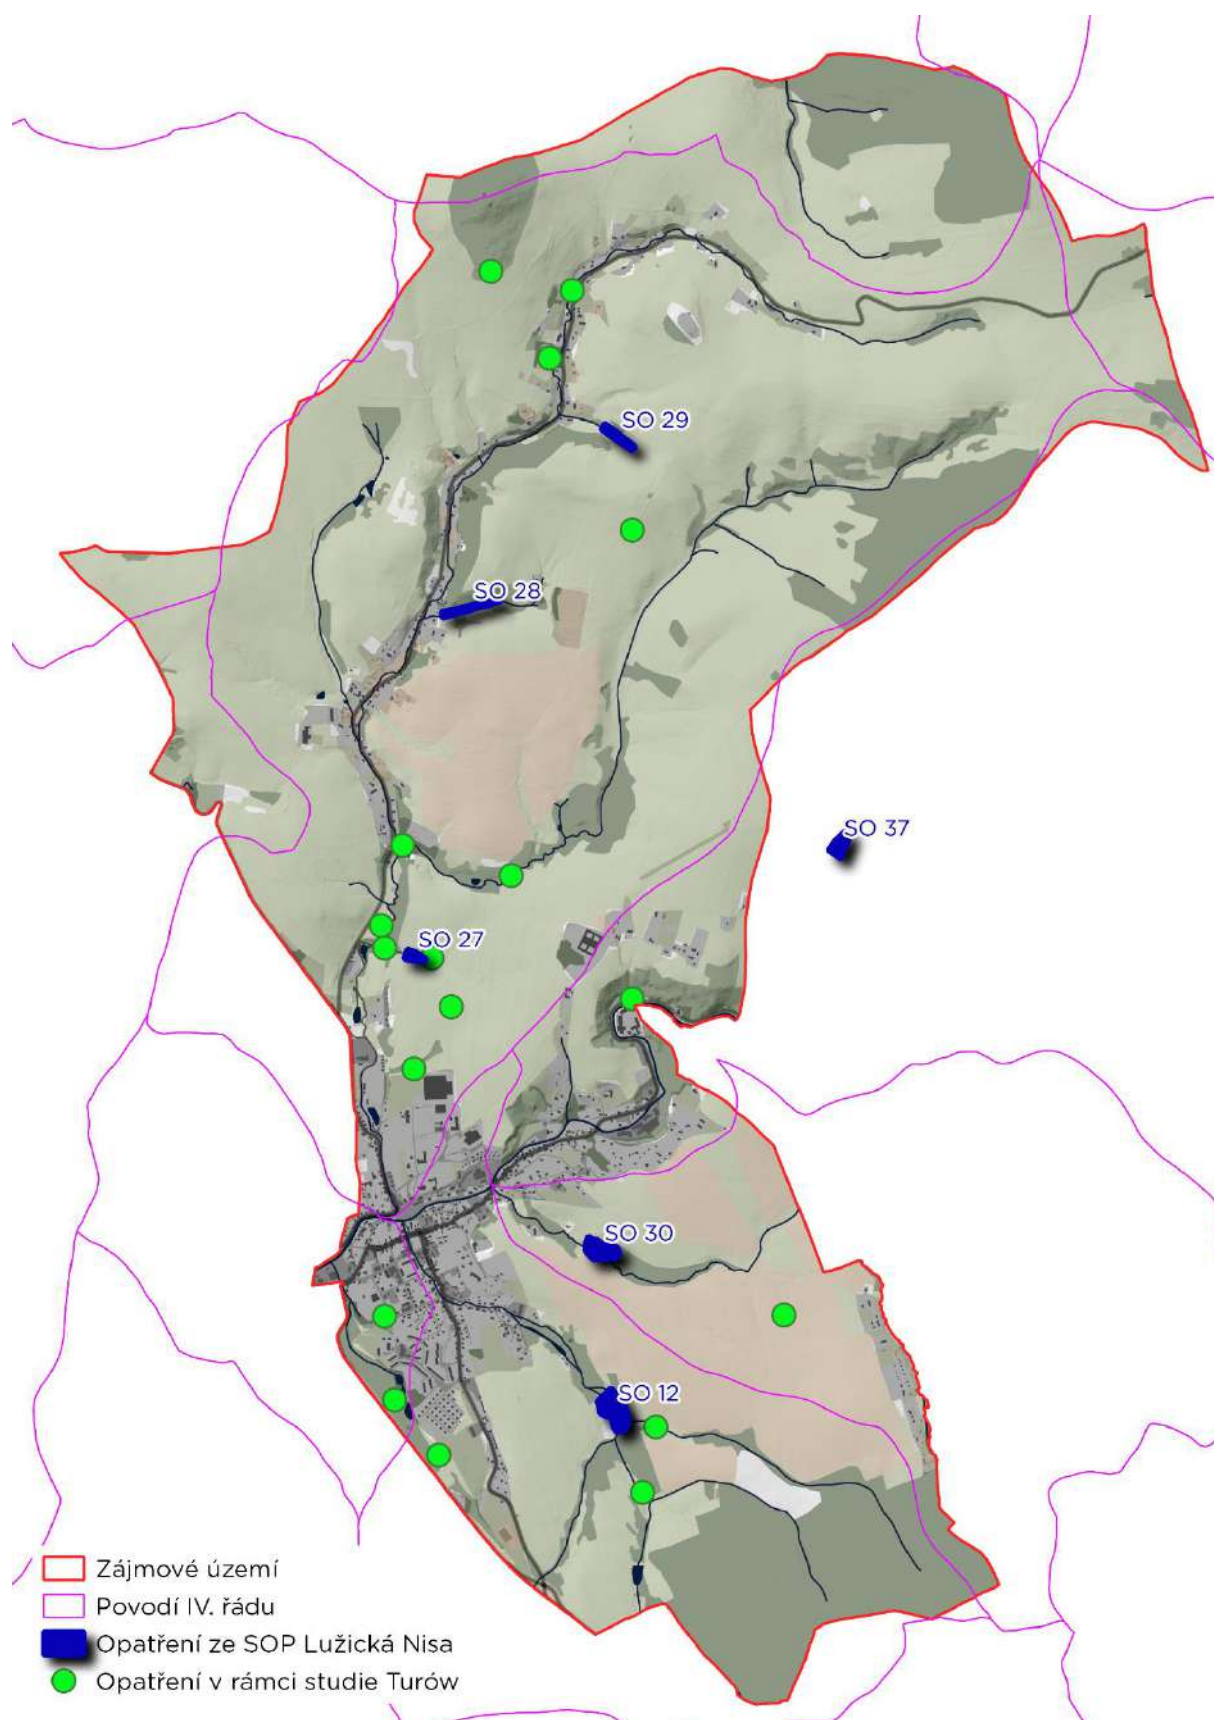 SO 29
SO 28
SO 37
SO 27
SO 30
SO 12
Zájmové území
Povodí IV. řádu
Opatření ze SOP Lužická Nisa
Opatření v rámci studie Turów